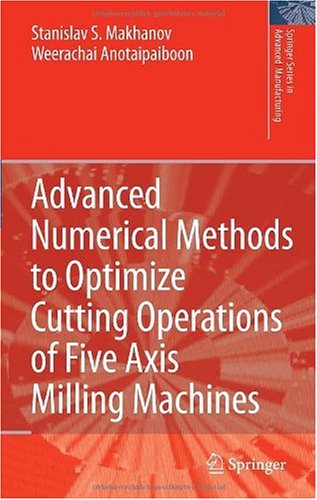 Stanislav S. Makhanov
Weerachai Anotaipaiboon
Springer Series in
Advanced Manufacturing
Advanced
Numerical Methods
to Optimize
Cutting Operations
of Five Axis
Milling Machines
Springer